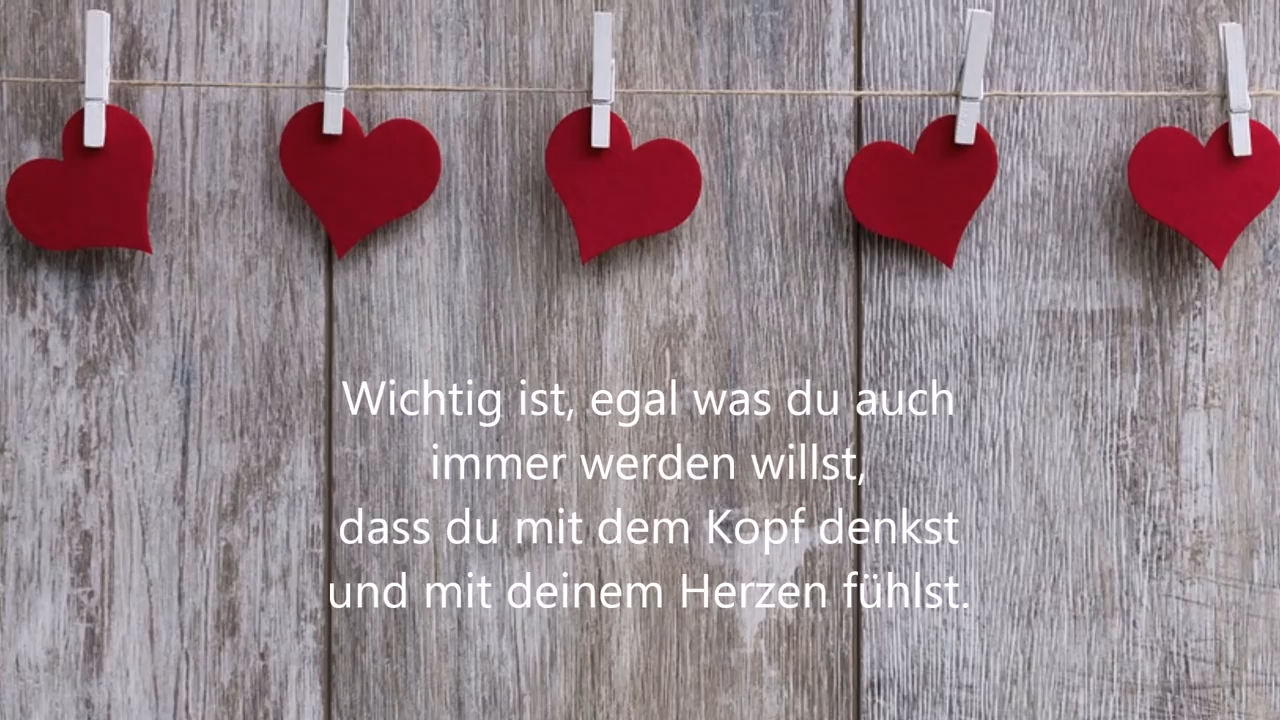 Wichtig ist, egal was du auch
immer werden willst,
dass du mit dem Kopf denkst
und mit deinem Herzen fühlst.